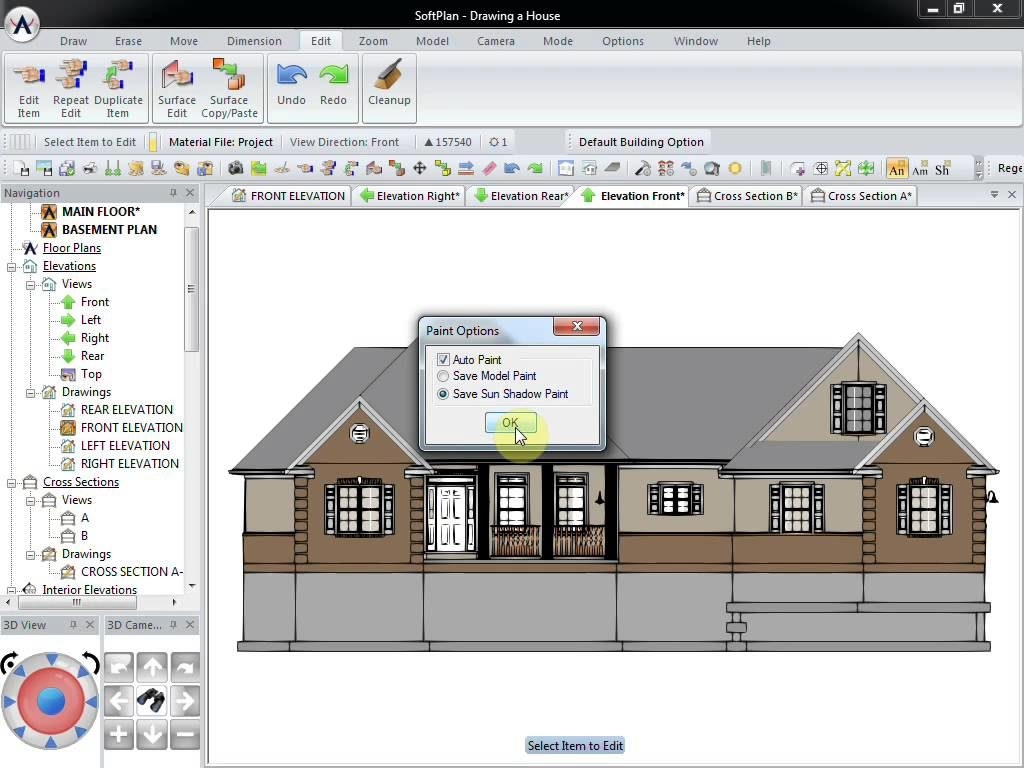 SoftPlan - Drawing a House
Draw Erase Move Dimension Edit Zoom Model Camera Mode Options Window Help
Edit Item
Repeat Edit
Duplicate Item
Surface Edit
Surface Copy/Paste
Undo
Redo
Cleanup
Select Item to Edit Material File: Project View Direction: Front 157540 1 Default Building Option
An Am Sh Rege
Navigation
FRONT ELEVATION Elevation Right* Elevation Rear* Elevation Front* Cross Section B* Cross Section A*
MAIN FLOOR*
BASEMENT PLAN
Floor Plans
Elevations
Views
Front
Left
Right
Rear
Top
Drawings
REAR ELEVATION
FRONT ELEVATION
LEFT ELEVATION
RIGHT ELEVATION
Cross Sections
Views
A
B
Drawings
CROSS SECTION A-
Interior Elevations
Paint Options
Auto Paint
Save Model Paint
Save Sun Shadow Paint
OK
3D View
3D Came...
Select Item to Edit